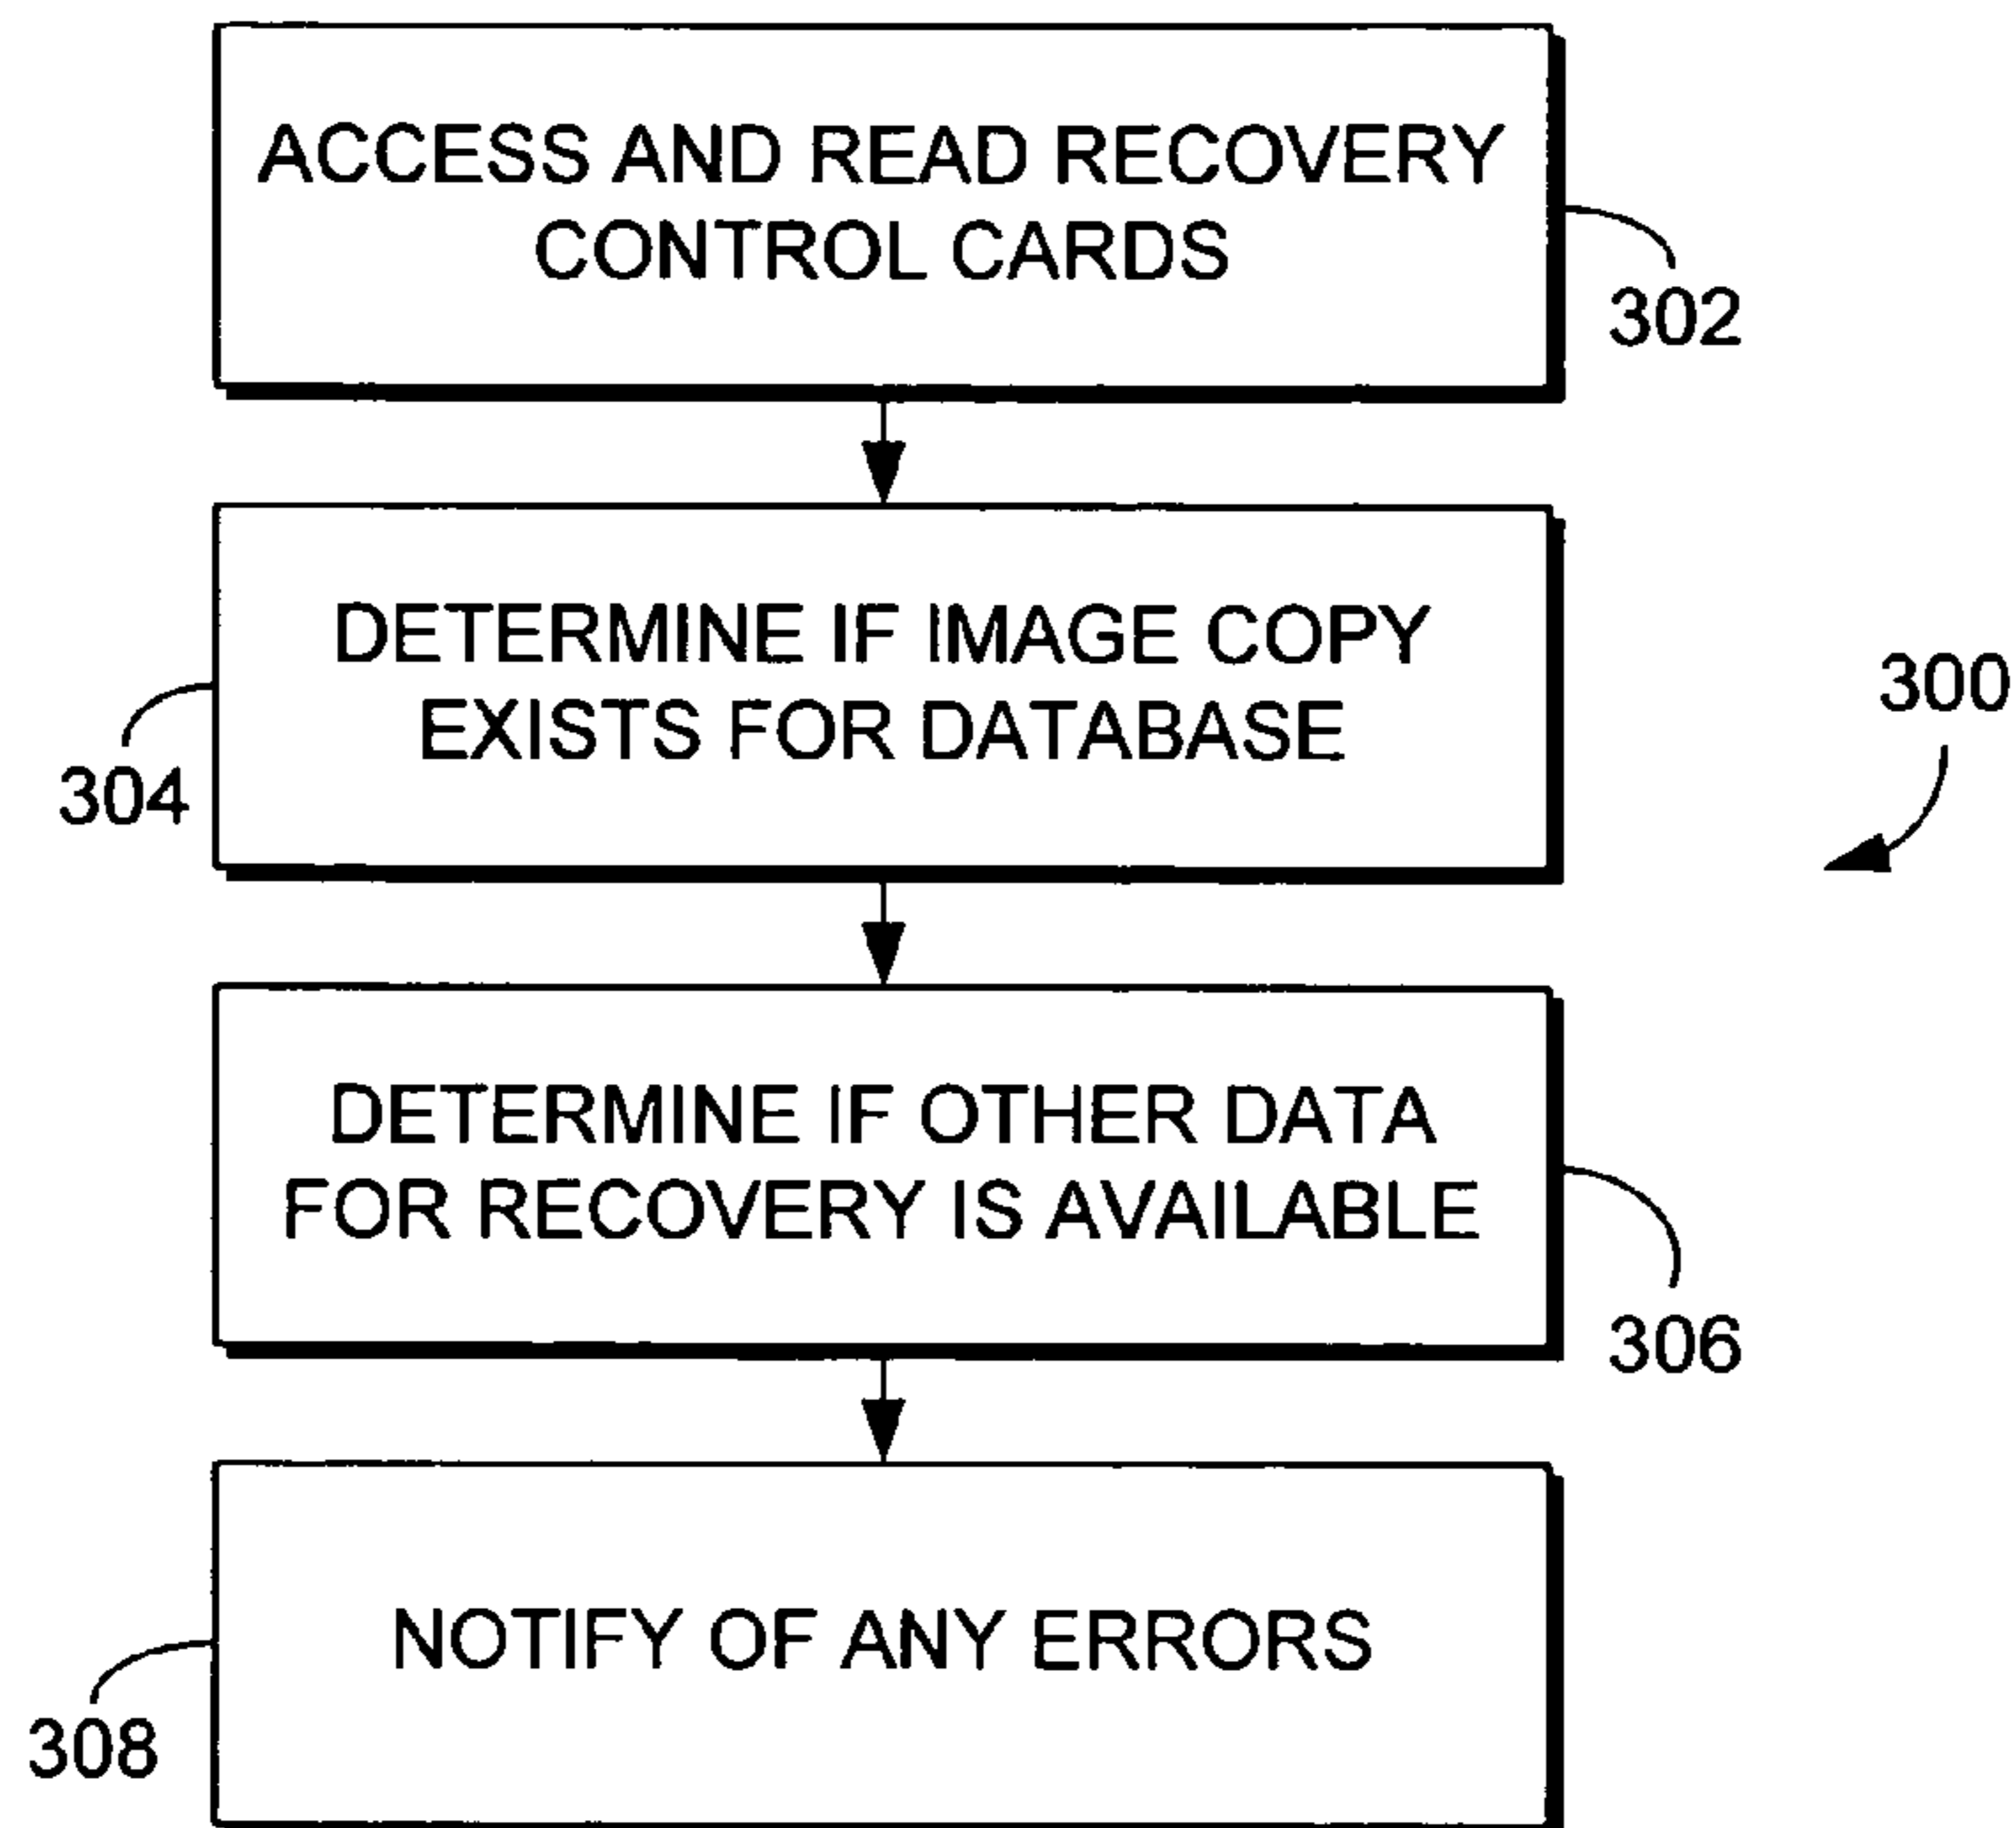 ACCESS AND READ RECOVERY
CONTROL CARDS
302
DETERMINE IF IMAGE COPY
EXISTS FOR DATABASE
304
300
DETERMINE IF OTHER DATA
FOR RECOVERY IS AVAILABLE
306
NOTIFY OF ANY ERRORS
308